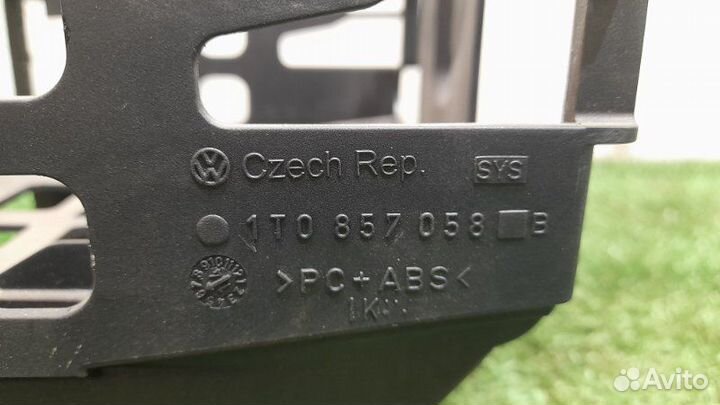 Czech Rep. SYS
1T0 857 058 B
>PC+ABS<
Avito